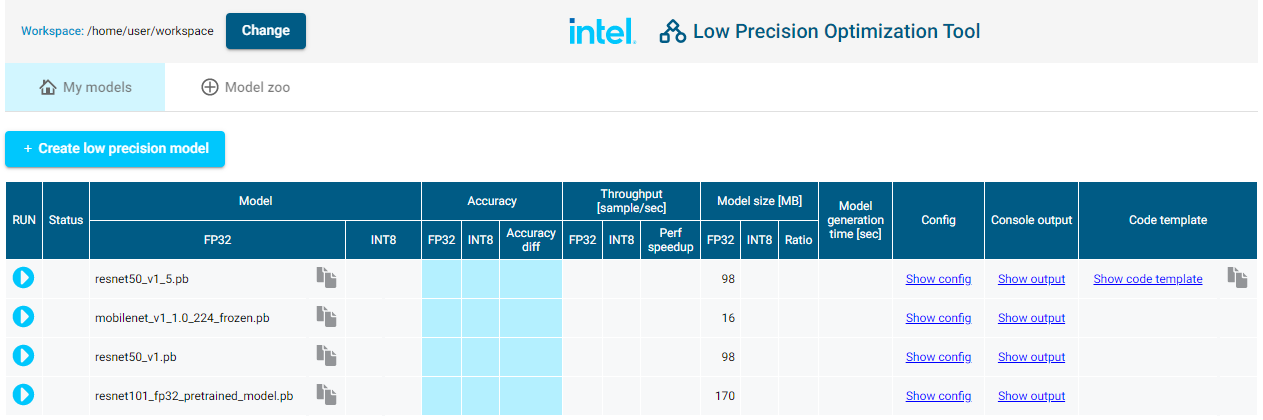 Workspace: /home/user/workspace
Change
intel.
Low Precision Optimization Tool
My models
Model zoo
+ Create low precision model
RUN
Status
Model
Accuracy
Throughput
[sample/sec]
Model size [MB]
Model
generation
time [sec]
Config
Console output
Code template
FP32
INT8
FP32
INT8
Accuracy
diff
FP32
INT8
Perf
speedup
FP32
INT8
Ratio
resnet50_v1_5.pb
98
Show config
Show output
Show code template
mobilenet_v1_1.0_224_frozen.pb
16
Show config
Show output
resnet50_v1.pb
98
Show config
Show output
resnet101_fp32_pretrained_model.pb
170
Show config
Show output